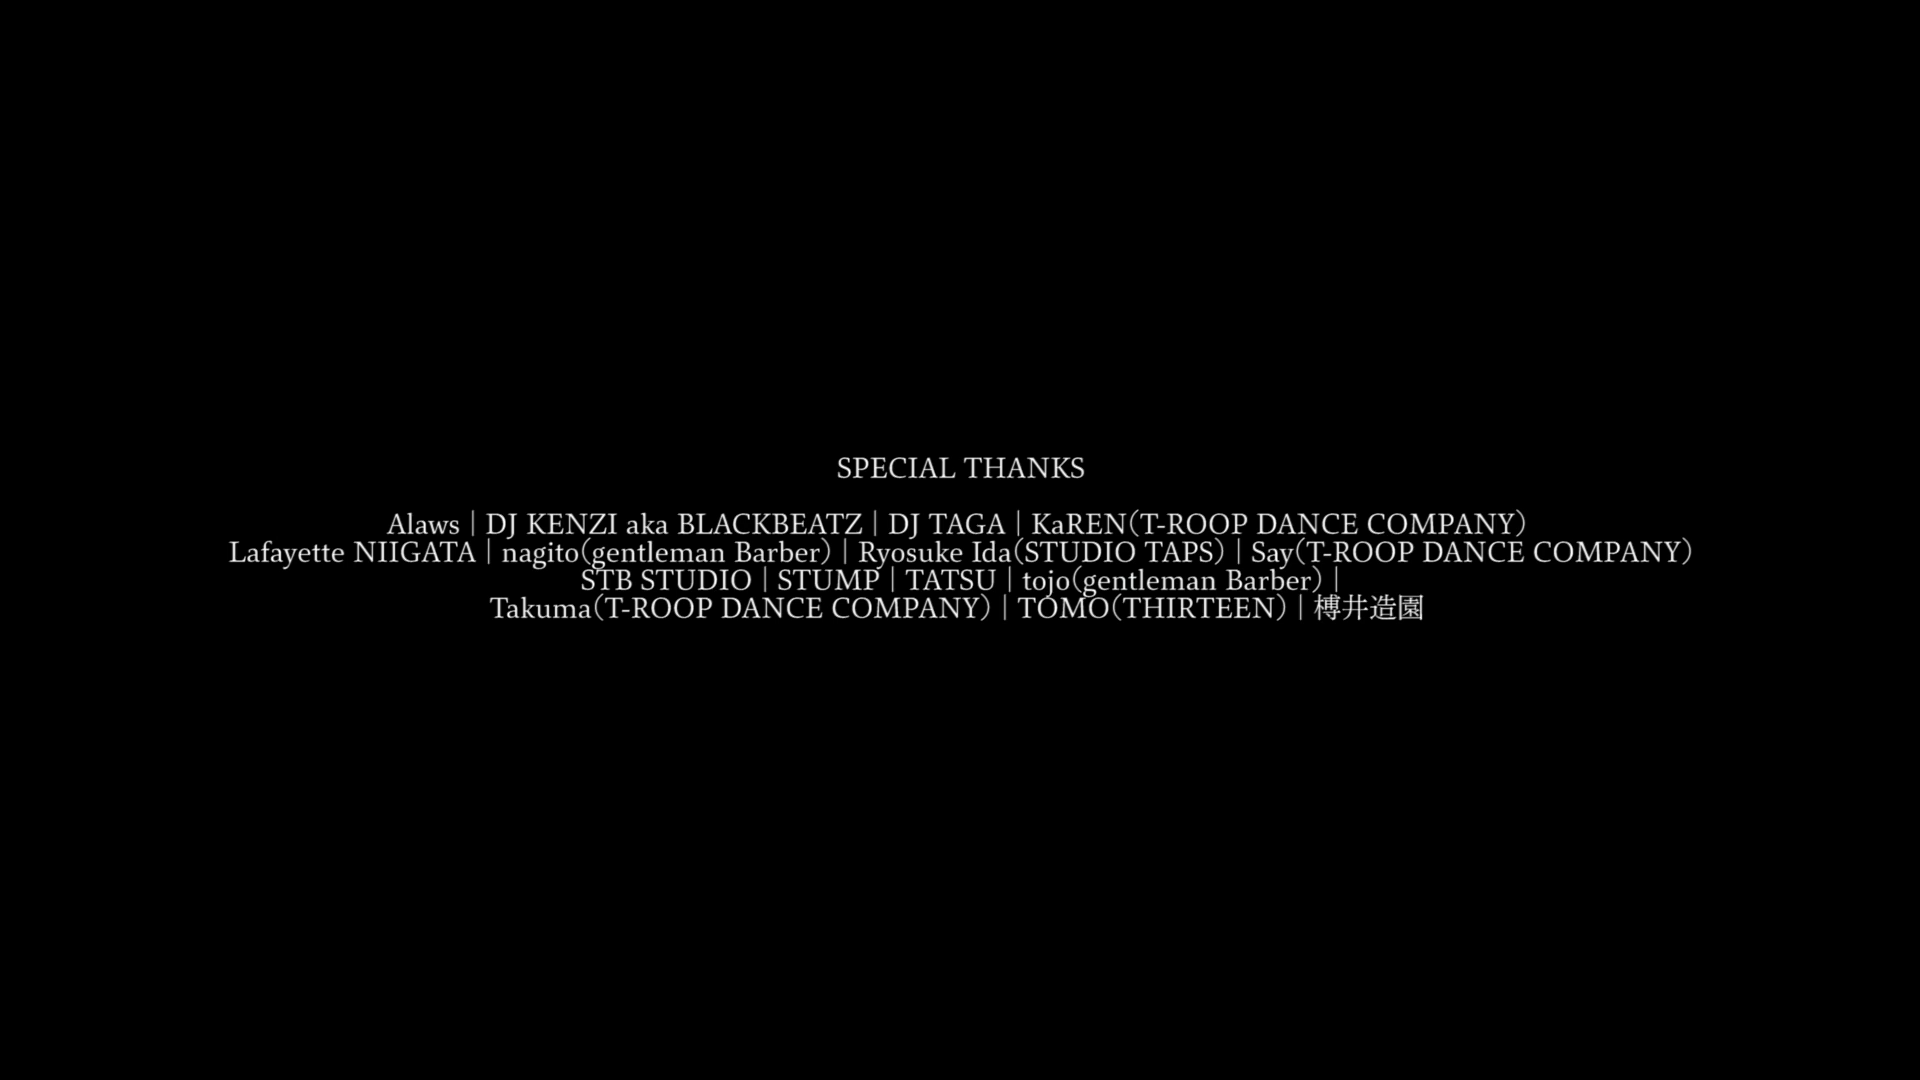 SPECIAL THANKS
Alaws | DJ KENZI aka BLACKBEATZ | DJ TAGA | KaREN(T-ROOP DANCE COMPANY)
Lafayette NIIGATA | nagito(gentleman Barber) | Ryosuke Ida(STUDIO TAPS) | Say(T-ROOP DANCE COMPANY)
STB STUDIO | STUMP | TATSU | tojo(gentleman Barber) |
Takuma(T-ROOP DANCE COMPANY) | TOMO(THIRTEEN) | 榑井造園